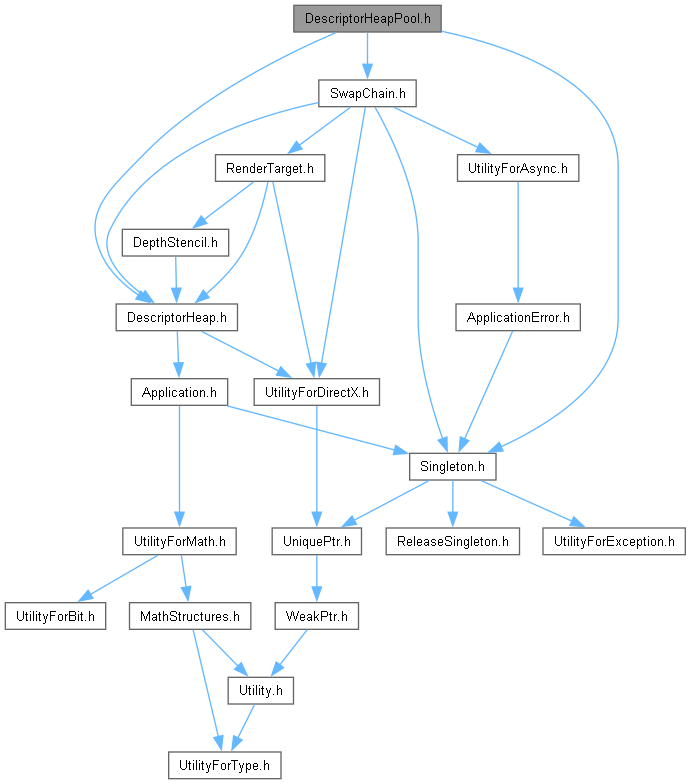 DescriptorHeapPool.h
SwapChain.h
RenderTarget.h
UtilityForAsync.h
DepthStencil.h
DescriptorHeap.h
ApplicationError.h
Application.h
UtilityForDirectX.h
Singleton.h
UtilityForMath.h
UniquePtr.h
ReleaseSingleton.h
UtilityForException.h
UtilityForBit.h
MathStructures.h
WeakPtr.h
Utility.h
UtilityForType.h